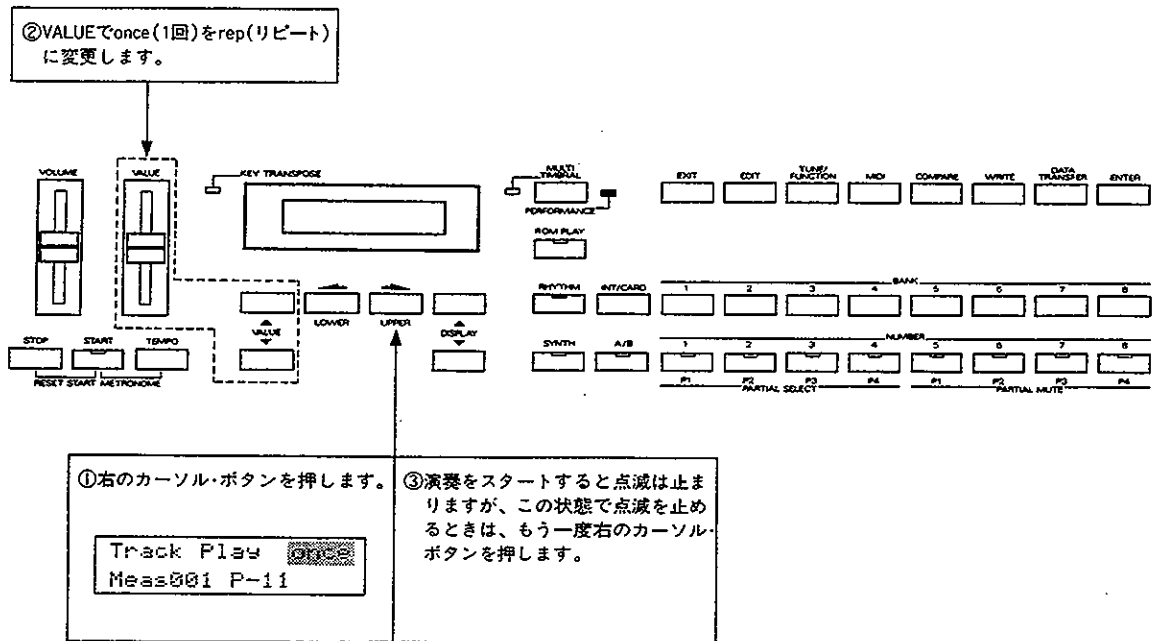 ②VALUEでonce(1回)をrep(リピート)
に変更します。
VOLUME
VALUE
KEY TRANSPOSE
MULTI
TIMBRAL
PERFORMANCE
EXIT
EDIT
TUNE/
FUNCTION
MIDI
COMPARE
WRITE
DATA
TRANSFER
ENTER
ROM PLAY
RHYTHM
INT/CARD
BANK
1 2 3 4 5 6 7 8
LOWER
UPPER
VALUE
DISPLAY
STOP
START
TEMPO
RESET START
METRONOME
SYNTH
A/B
NUMBER
1 2 3 4 5 6 7 8
P1 P2 P3 P4 P1 P2 P3 P4
PARTIAL SELECT
PARTIAL MUTE
①右のカーソル・ボタンを押します。
Track Play once
Meas001 P-11
③演奏をスタートすると点滅は止ま
りますが、この状態で点滅を止め
るときは、もう一度右のカーソル・
ボタンを押します。